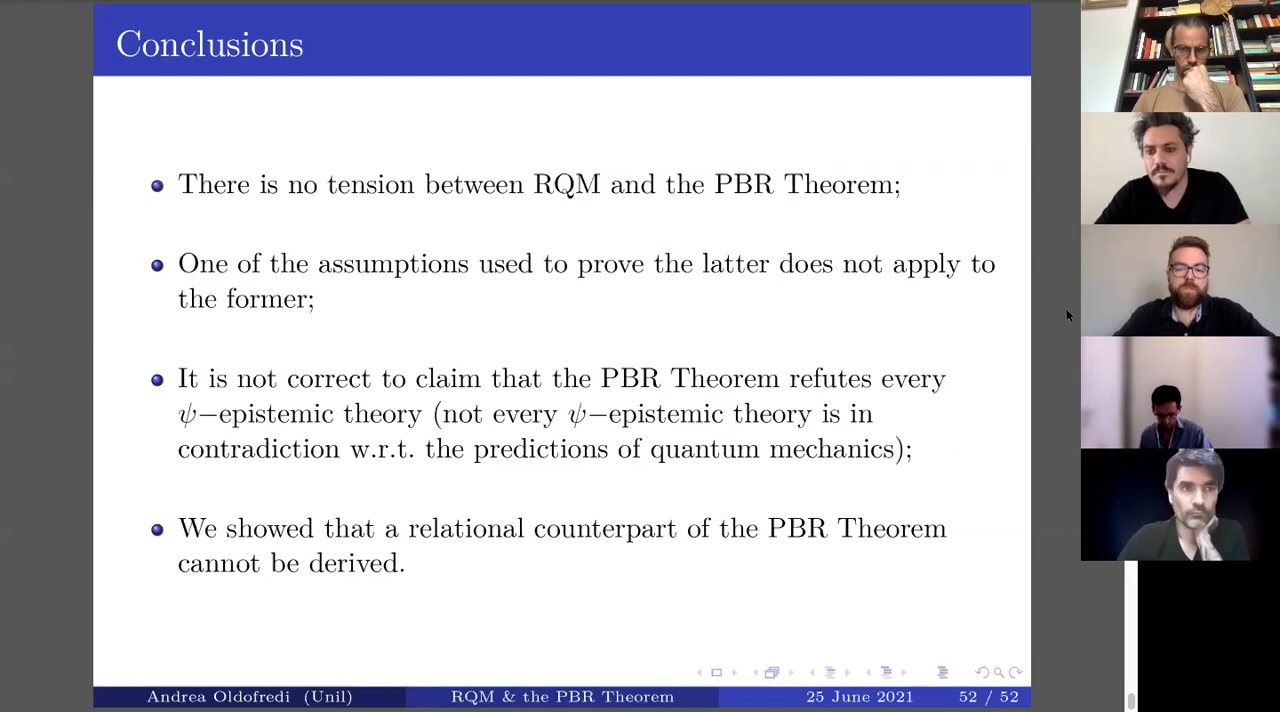 Conclusions
There is no tension between RQM and the PBR Theorem;
One of the assumptions used to prove the latter does not apply to
the former;
It is not correct to claim that the PBR Theorem refutes every
ψ−epistemic theory (not every ψ−epistemic theory is in
contradiction w.r.t. the predictions of quantum mechanics);
We showed that a relational counterpart of the PBR Theorem
cannot be derived.
Andrea Oldofredi (Unil) RQM & the PBR Theorem 25 June 2021 52 / 52